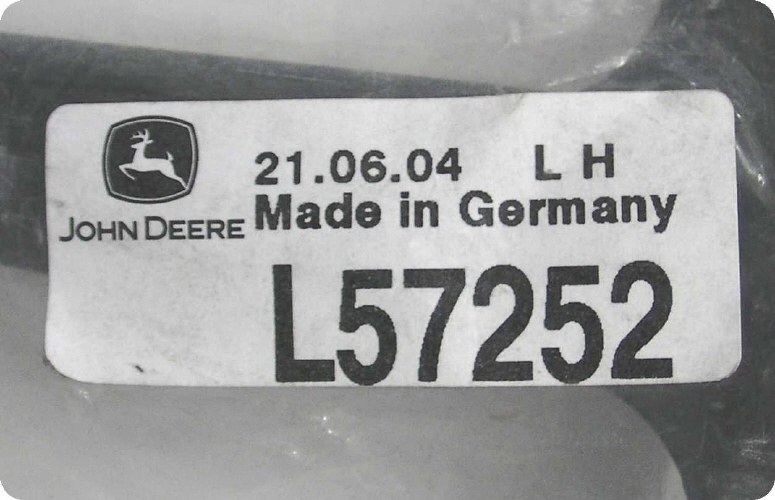 21.06.04 L H
JOHN DEERE Made in Germany
L57252